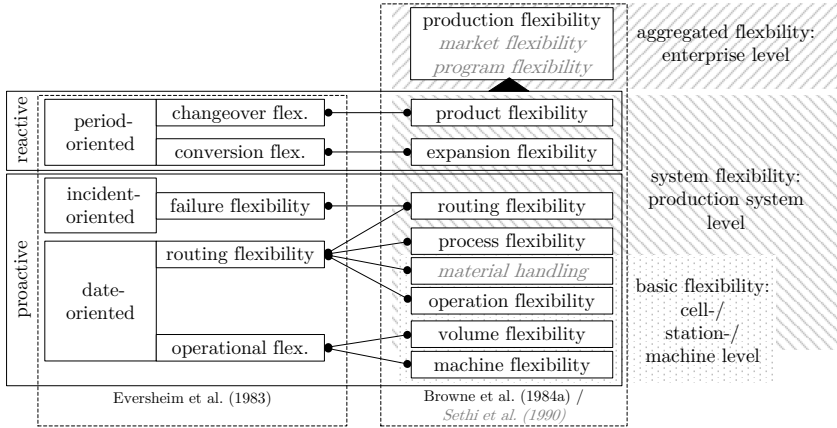 production flexibility
market flexibility
program flexibility
aggregated flexbility:
enterprise level
reactive
period-
oriented
changeover flex.
product flexibility
conversion flex.
expansion flexibility
system flexibility:
production system
level
proactive
incident-
oriented
failure flexibility
routing flexibility
routing flexibility
process flexibility
material handling
operation flexibility
date-
oriented
operational flex.
volume flexibility
machine flexibility
basic flexibility:
cell-/
station-/
machine level
Eversheim et al. (1983)
Browne et al. (1984a) /
Sethi et al. (1990)